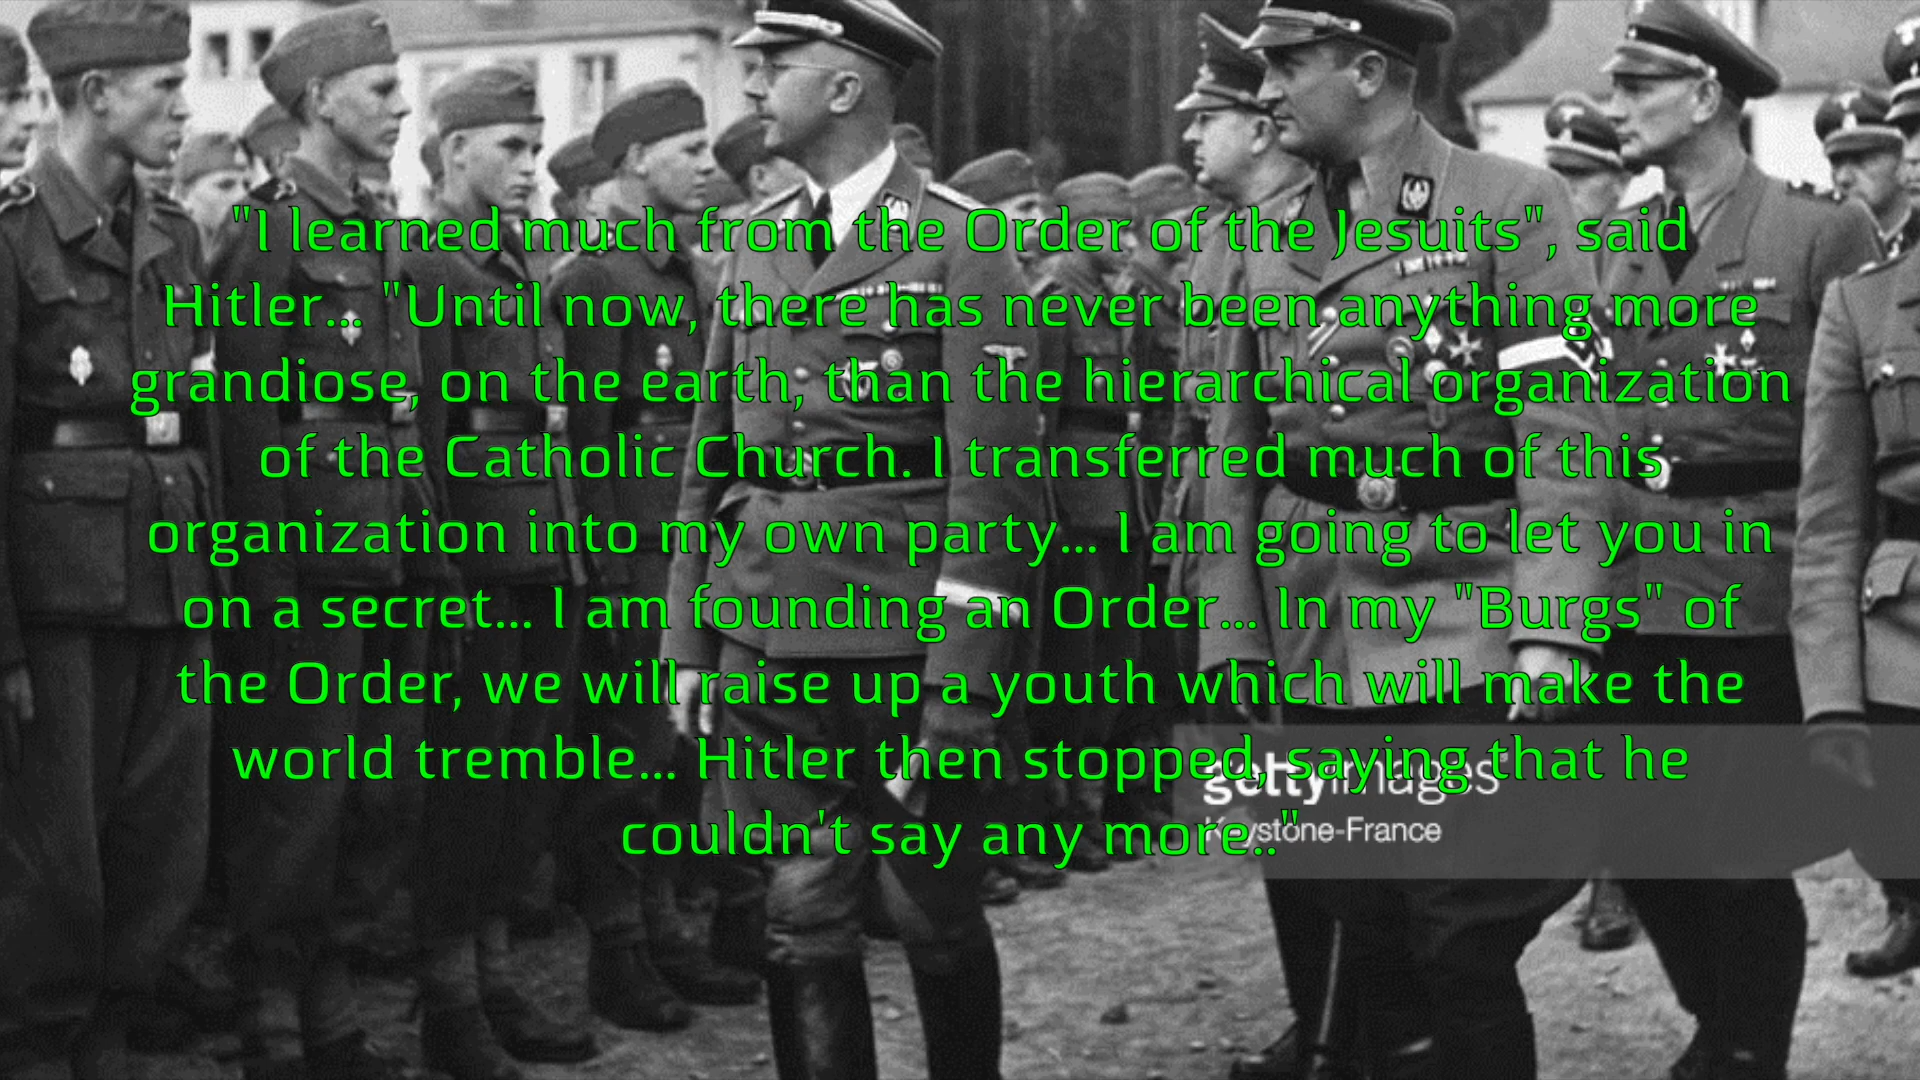 "I learned much from the Order of the Jesuits", said
Hitler... "Until now, there has never been anything more
grandiose, on the earth, than the hierarchical organization
of the Catholic Church. I transferred much of this
organization into my own party... I am going to let you in
on a secret... I am founding an Order... In my "Burgs" of
the Order, we will raise up a youth which will make the
world tremble... Hitler then stopped, saying that he
couldn't say any more.."
gettyimages®
Keystone-France